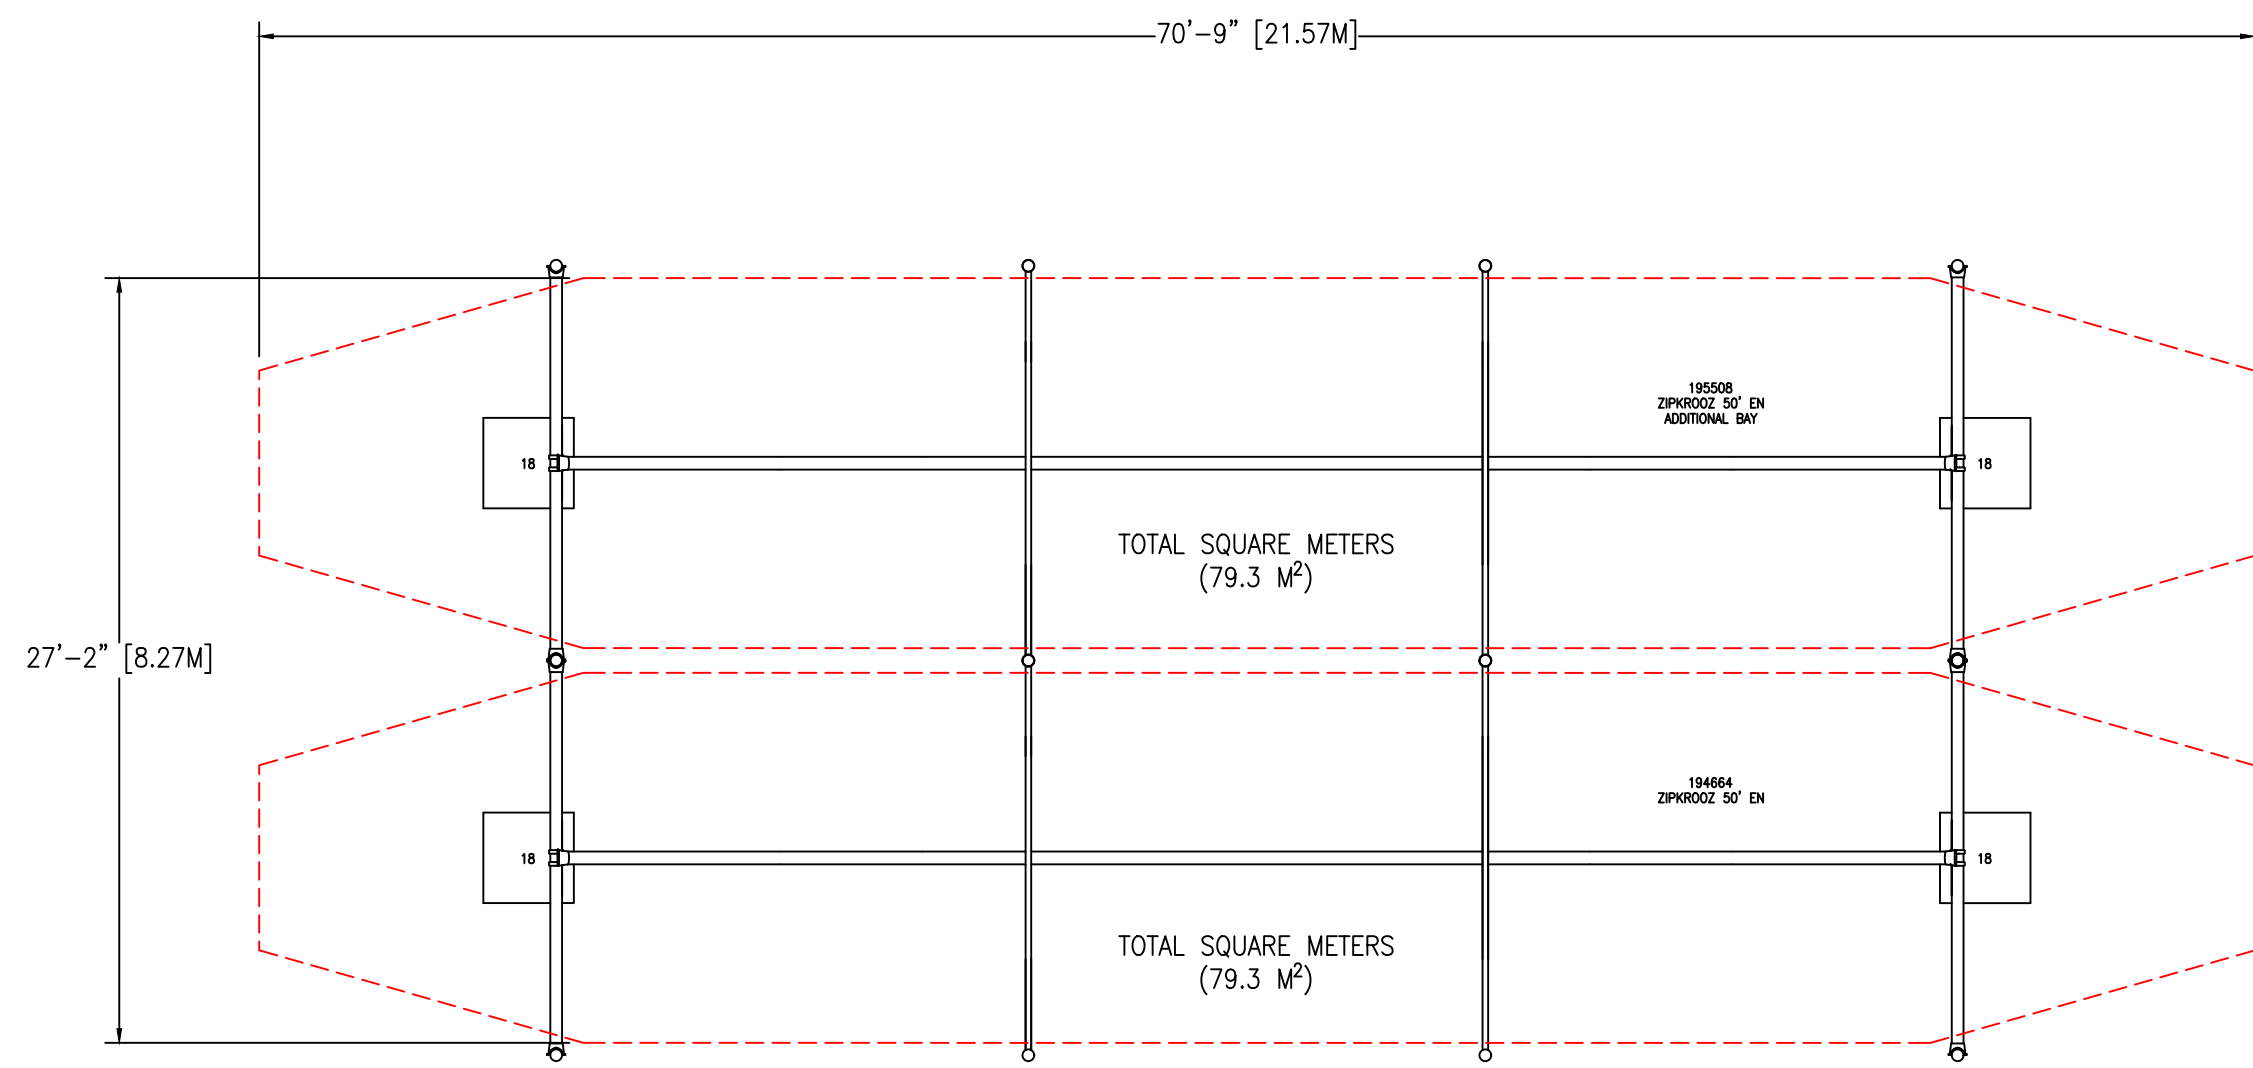 70'-9" [21.57M]
195508
ZIPKROOZ 50' EN
ADDITIONAL BAY
18
18
TOTAL SQUARE METERS
(79.3 M²)
27'-2" [8.27M]
194664
ZIPKROOZ 50' EN
18
18
TOTAL SQUARE METERS
(79.3 M²)